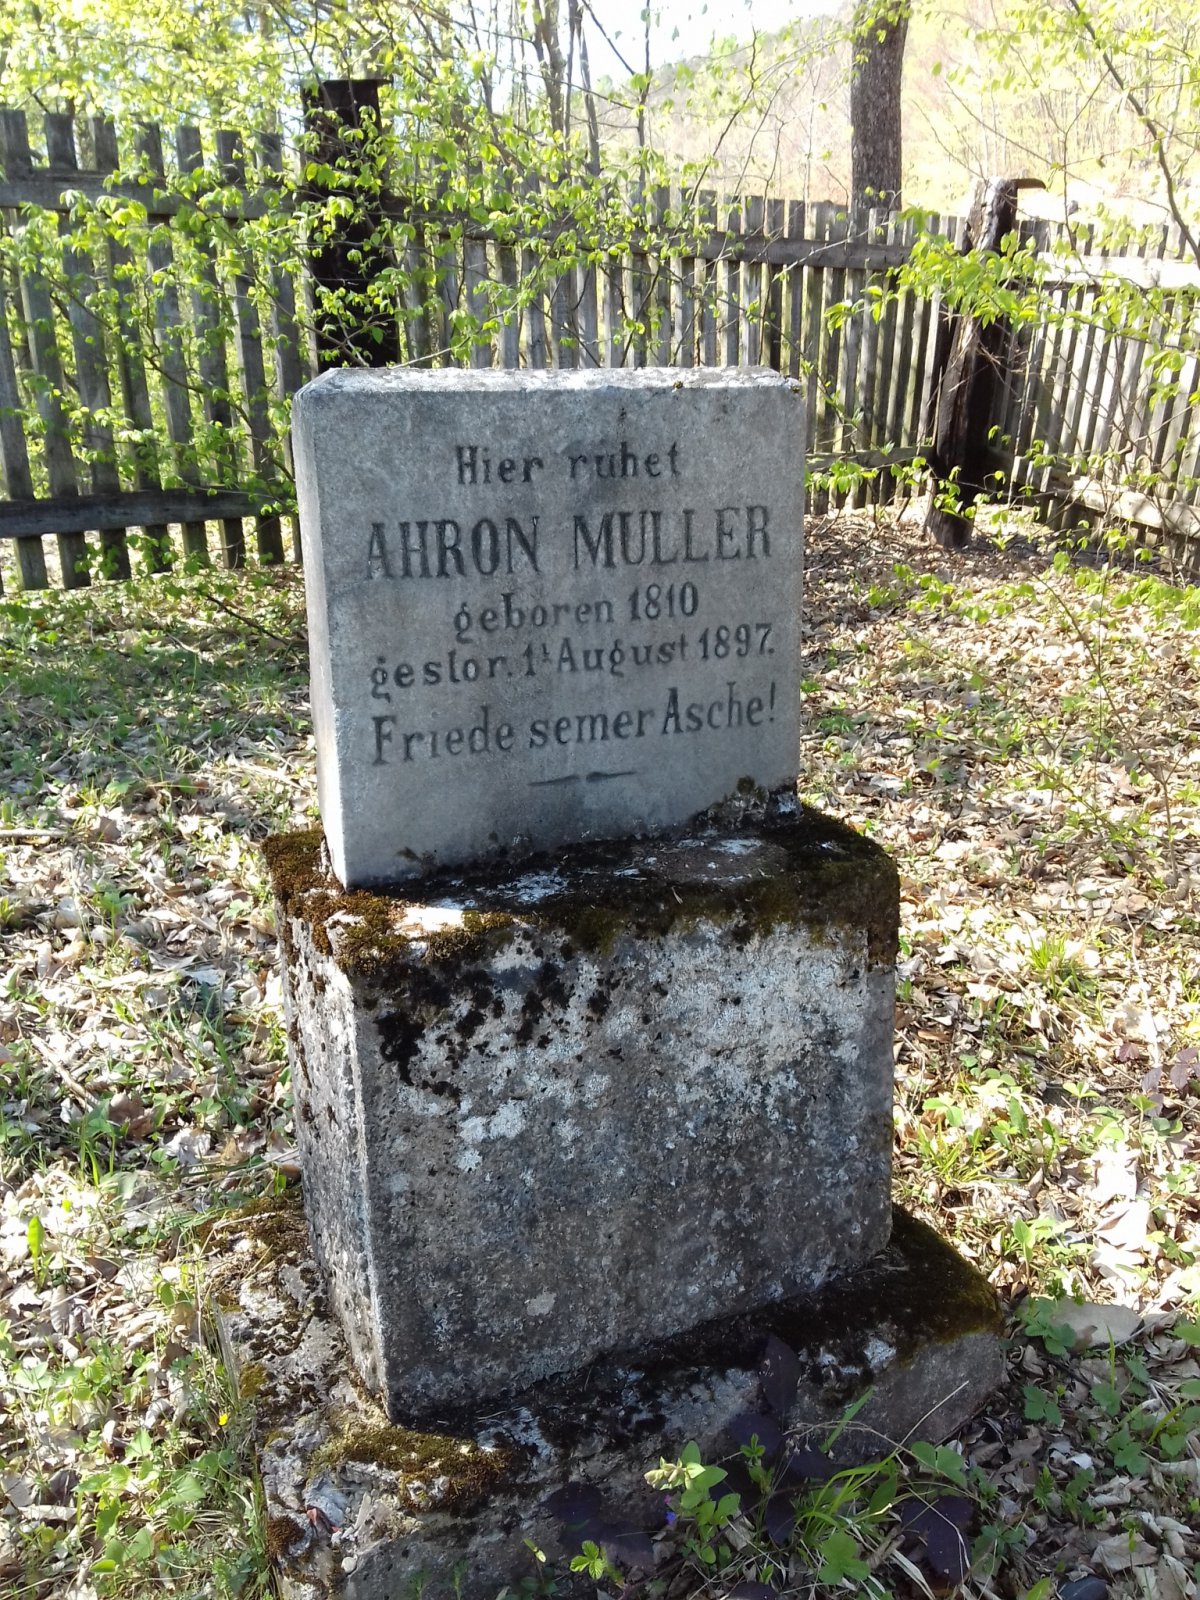 Hier ruhet
AHRON MULLER
geboren 1810
gestor. 1t August 1897.
Friede semer Asche!